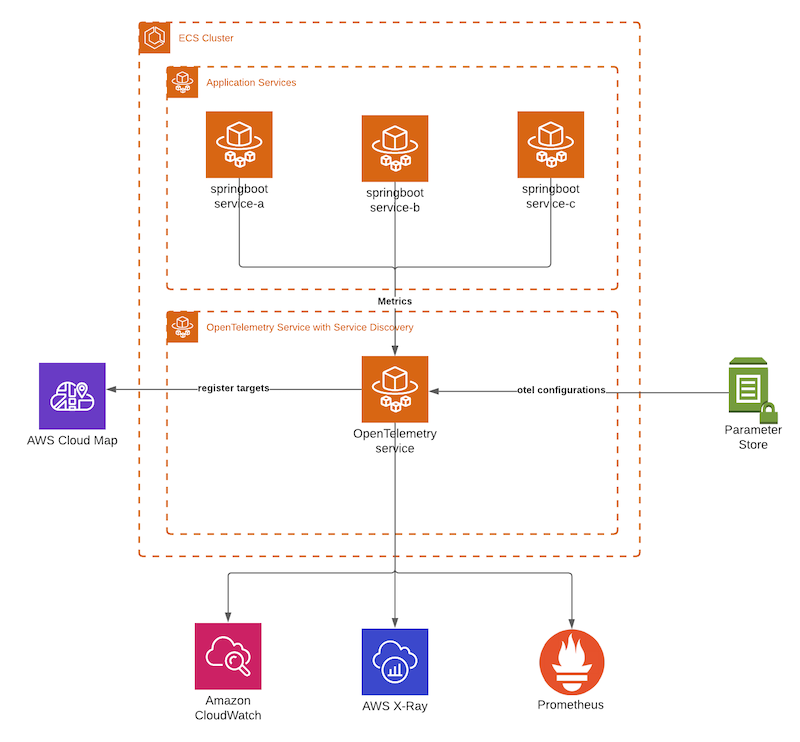 ECS Cluster
Application Services
springboot
service-a
springboot
service-b
springboot
service-c
Metrics
OpenTelemetry Service with Service Discovery
register targets
otel configurations
AWS Cloud Map
OpenTelemetry
service
Parameter
Store
Amazon
CloudWatch
AWS X-Ray
Prometheus